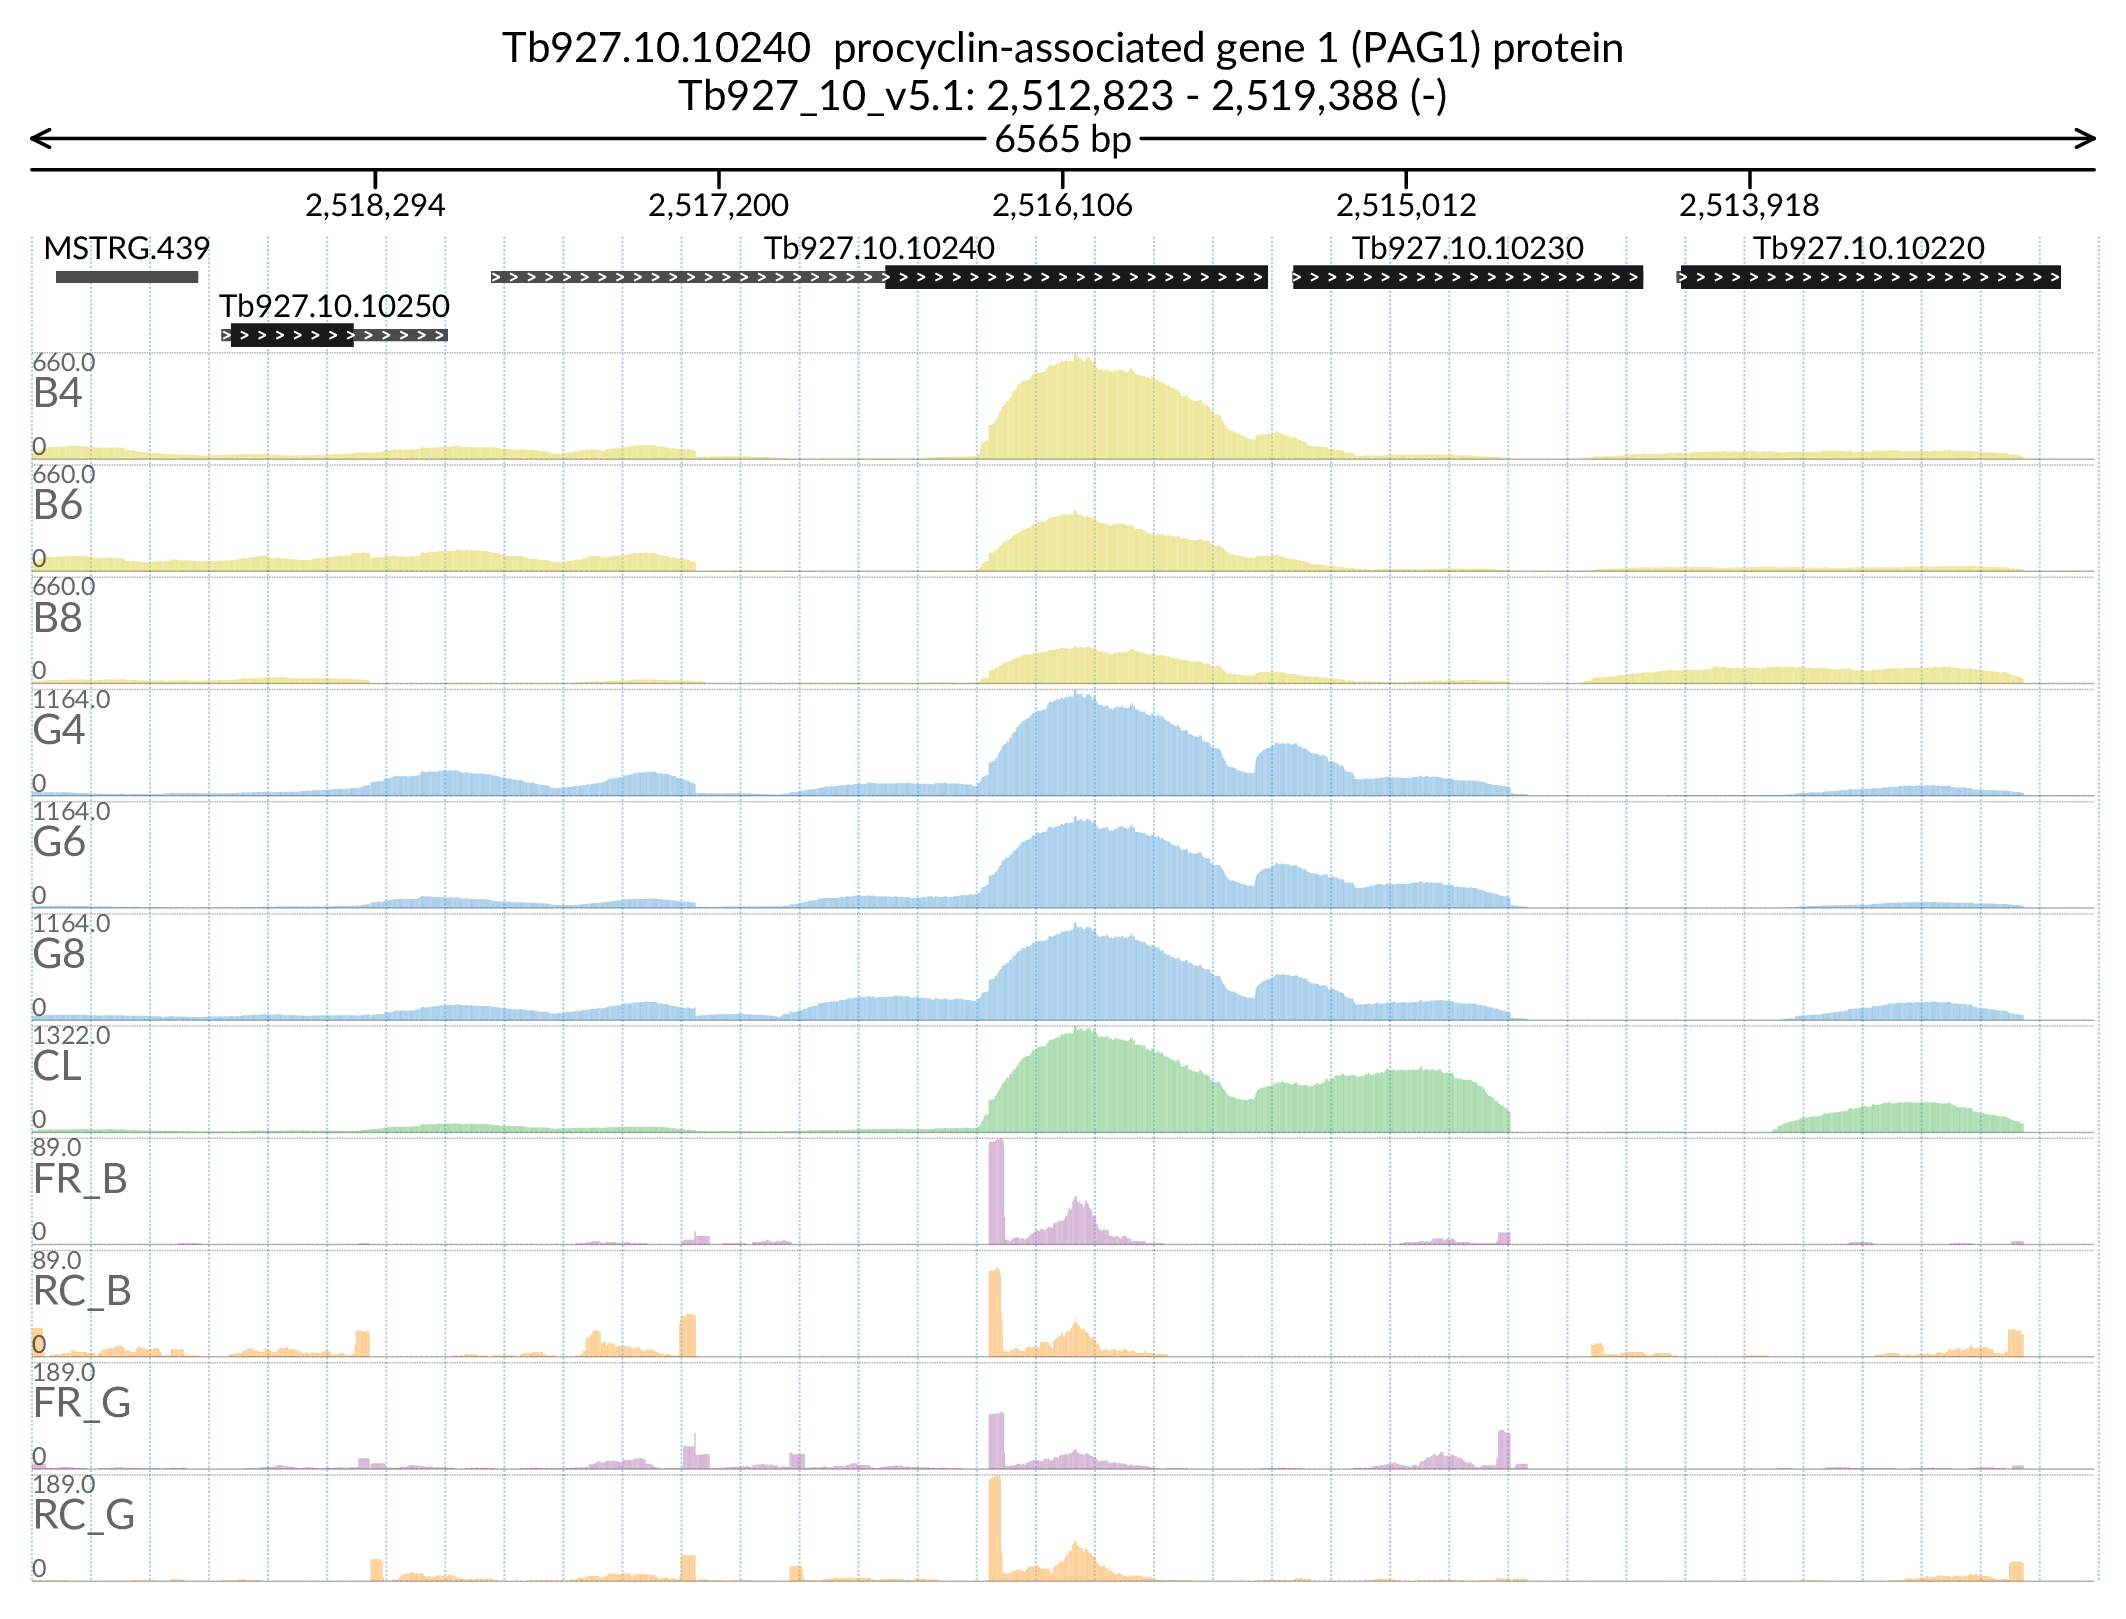 Tb927.10.10240  procyclin-associated gene 1 (PAG1) protein
Tb927_10_v5.1: 2,512,823 - 2,519,388 (-)
6565 bp
2,518,294 2,517,200 2,516,106 2,515,012 2,513,918
MSTRG.439 Tb927.10.10240 Tb927.10.10230 Tb927.10.10220
Tb927.10.10250
660.0
B4
0
660.0
B6
0
660.0
B8
0
1164.0
G4
0
1164.0
G6
0
1164.0
G8
0
1322.0
CL
0
89.0
FR_B
0
89.0
RC_B
0
189.0
FR_G
0
189.0
RC_G
0